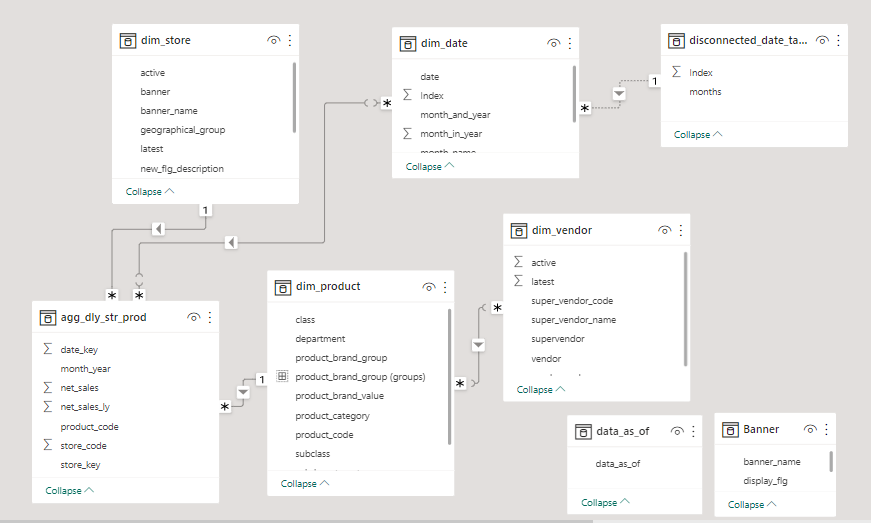 dim_store
active
banner
banner_name
geographical_group
latest
new_flg_description
Collapse
dim_date
date
Index
month_and_year
month_in_year
month_name
Collapse
disconnected_date_ta...
Index
months
Collapse
1
*
*
1
*
*
agg_dly_str_prod
date_key
month_year
net_sales
net_sales_ly
product_code
store_code
store_key
Collapse
*
1
dim_product
class
department
product_brand_group
product_brand_group (groups)
product_brand_value
product_category
product_code
subclass
Collapse
*
*
dim_vendor
active
latest
super_vendor_code
super_vendor_name
supervendor
vendor
Collapse
data_as_of
data_as_of
Collapse
Banner
banner_name
display_flg
Collapse